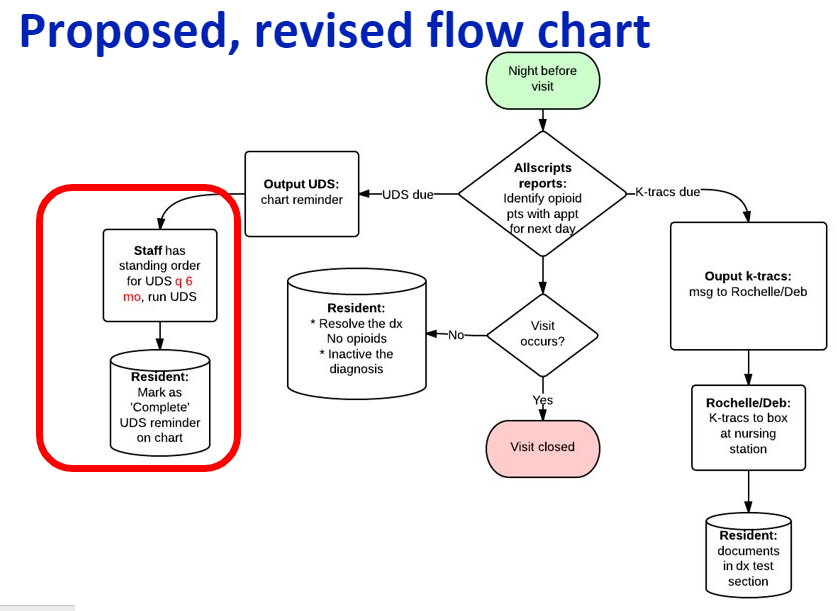 Proposed, revised flow chart
Night before
visit
Allscripts
reports:
Identify opioid
pts with appt
for next day
UDS due
K-tracs due
Output UDS:
chart reminder
Staff has
standing order
for UDS q 6
mo, run UDS
Resident:
Mark as
'Complete'
UDS reminder
on chart
Resident:
* Resolve the dx
No opioids
* Inactive the
diagnosis
No
Visit
occurs?
Yes
Visit closed
Ouput k-tracs:
msg to Rochelle/Deb
Rochelle/Deb:
K-tracs to box
at nursing
station
Resident:
documents
in dx test
section